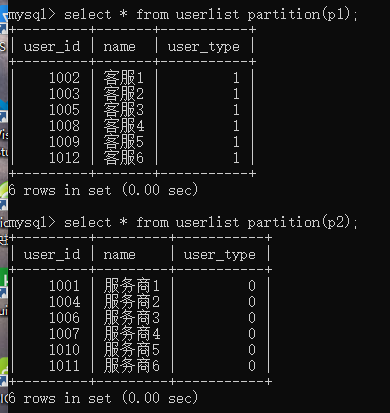 mysql> select * from userlist partition(p1);
+---------+-------+-----------+
| user_id | name | user_type |
+---------+-------+-----------+
| 1002 | 客服1 | 1 |
| 1003 | 客服2 | 1 |
| 1005 | 客服3 | 1 |
| 1008 | 客服4 | 1 |
| 1009 | 客服5 | 1 |
| 1012 | 客服6 | 1 |
+---------+-------+-----------+
6 rows in set (0.00 sec)
mysql> select * from userlist partition(p2);
+---------+---------+-----------+
| user_id | name | user_type |
+---------+---------+-----------+
| 1001 | 服务商1 | 0 |
| 1004 | 服务商2 | 0 |
| 1006 | 服务商3 | 0 |
| 1007 | 服务商4 | 0 |
| 1010 | 服务商5 | 0 |
| 1011 | 服务商6 | 0 |
+---------+---------+-----------+
6 rows in set (0.00 sec)